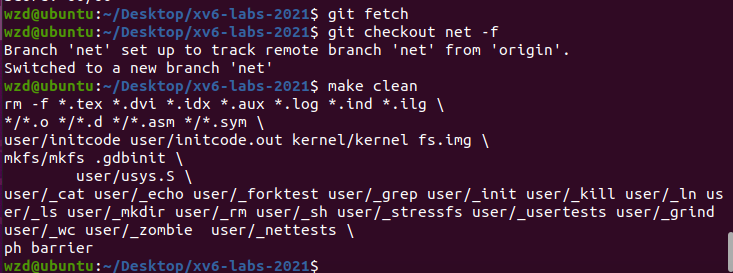 wzd@ubuntu:~/Desktop/xv6-labs-2021$ git fetch
wzd@ubuntu:~/Desktop/xv6-labs-2021$ git checkout net -f
Branch 'net' set up to track remote branch 'net' from 'origin'.
Switched to a new branch 'net'
wzd@ubuntu:~/Desktop/xv6-labs-2021$ make clean
rm -f *.tex *.dvi *.idx *.aux *.log *.ind *.ilg \
*/*.o */*.d */*.asm */*.sym \
user/initcode user/initcode.out kernel/kernel fs.img \
mkfs/mkfs .gdbinit \
        user/usys.S \
user/_cat user/_echo user/_forktest user/_grep user/_init user/_kill user/_ln us
er/_ls user/_mkdir user/_rm user/_sh user/_stressfs user/_usertests user/_grind
user/_wc user/_zombie  user/_nettests \
ph barrier
wzd@ubuntu:~/Desktop/xv6-labs-2021$